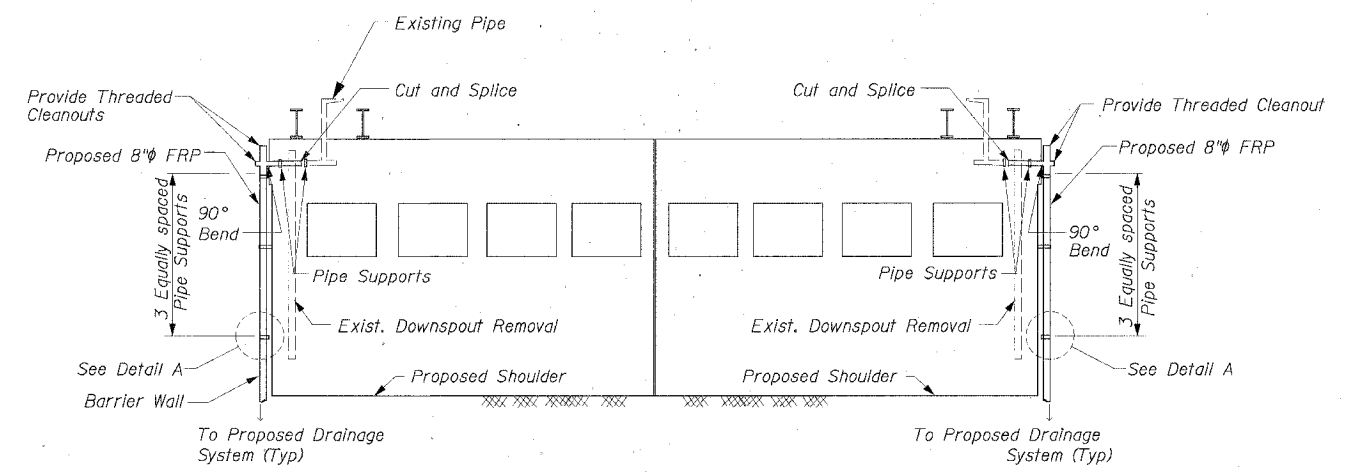 Existing Pipe
Provide Threaded
Cleanouts
Cut and Splice
Cut and Splice
Provide Threaded Cleanout
Proposed 8"ϕ FRP
Proposed 8"ϕ FRP
3 Equally spaced
Pipe Supports
90°
Bend
90°
Bend
3 Equally spaced
Pipe Supports
Pipe Supports
Pipe Supports
Exist. Downspout Removal
Exist. Downspout Removal
See Detail A
See Detail A
Proposed Shoulder
Proposed Shoulder
Barrier Wall
To Proposed Drainage
System (Typ)
To Proposed Drainage
System (Typ)